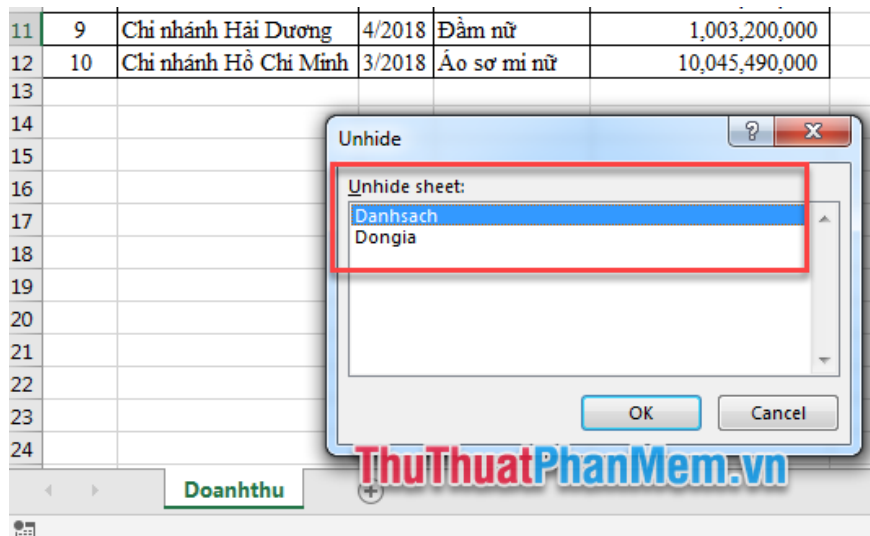 11 9 Chi nhánh Hải Dương 4/2018 Đầm nữ 1,003,200,000
12 10 Chi nhánh Hồ Chí Minh 3/2018 Áo sơ mi nữ 10,045,490,000
13
14
Unhide
15
16
Unhide sheet:
17
Danhsach
Dongia
18
19
20
21
22
23
OK Cancel
24
ThuThuatPhanMem.vn
Doanhthu